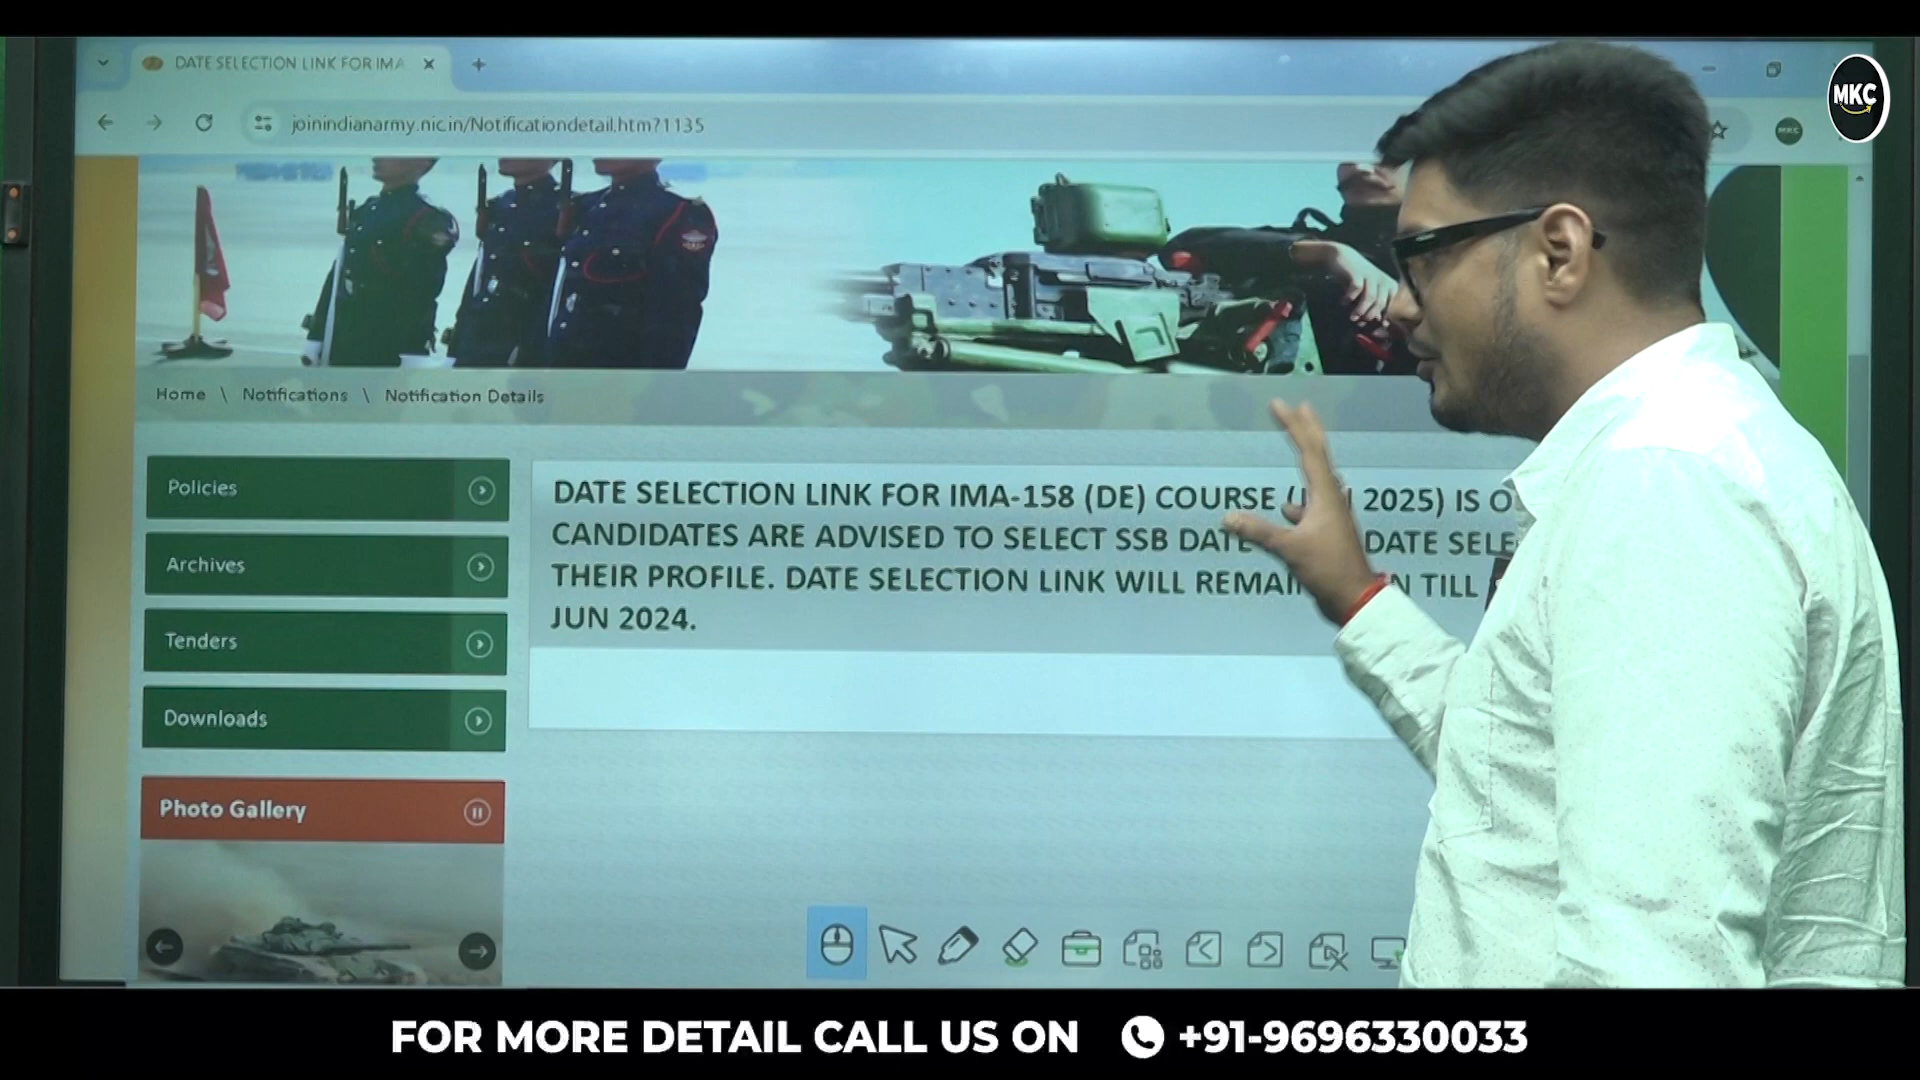 DATE SELECTION LINK FOR IMA
MKC
joinindianarmy.nic.in/Notificationdetail.htm?1135
Home \ Notifications \ Notification Details
Policies
Archives
Tenders
Downloads
Photo Gallery
DATE SELECTION LINK FOR IMA-158 (DE) COURSE 2025) IS
CANDIDATES ARE ADVISED TO SELECT SSB DATE DATE
THEIR PROFILE. DATE SELECTION LINK WILL TILL
JUN 2024.
FOR MORE DETAIL CALL US ON +91-9696330033